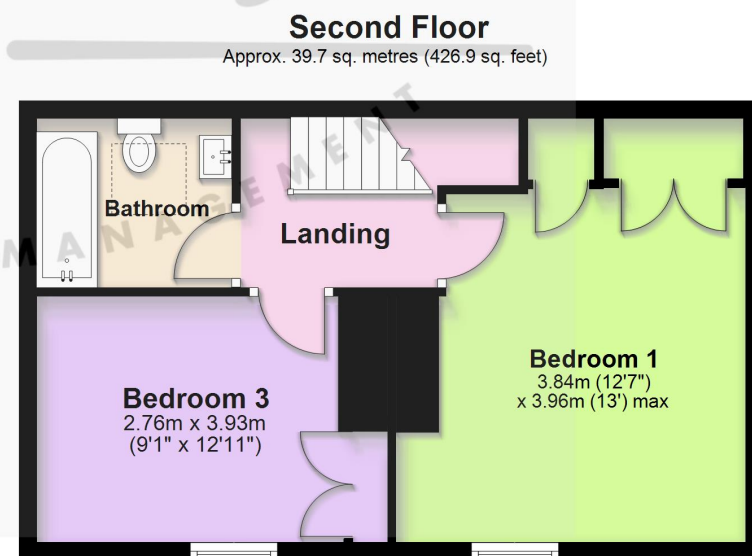 Second Floor
Approx. 39.7 sq. metres (426.9 sq. feet)
MANAGEMENT
Bathroom
Landing
Bedroom 1
3.84m (12'7")
x 3.96m (13') max
Bedroom 3
2.76m x 3.93m
(9'1" x 12'11")